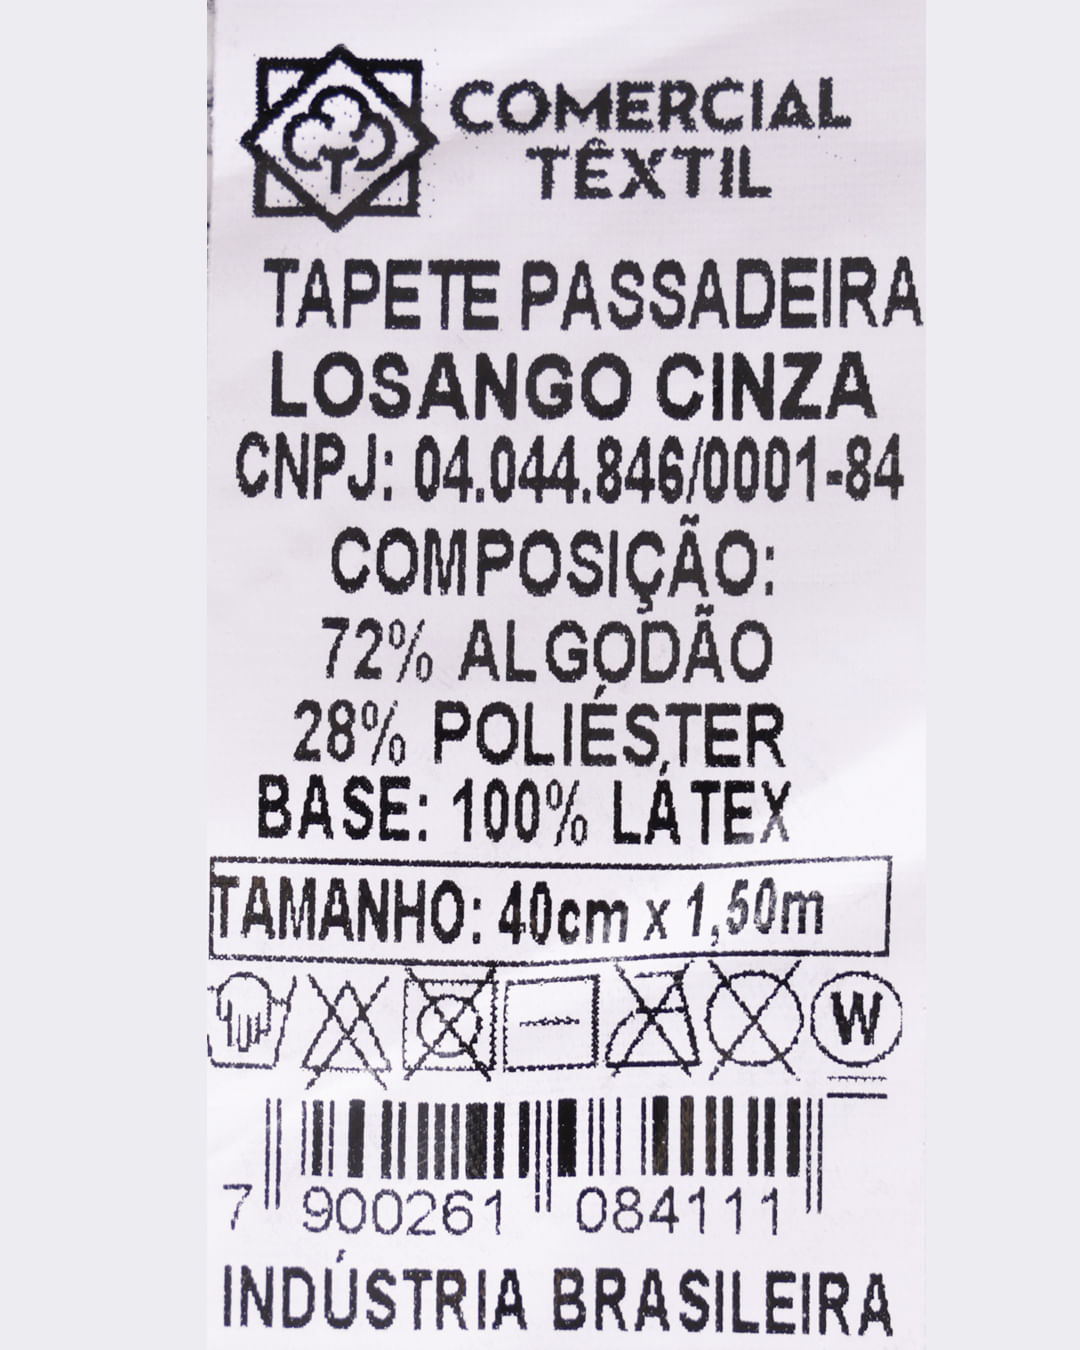 COMERCIAL
TÊXTIL
TAPETE PASSADEIRA
LOSANGO CINZA
CNPJ: 04.044.846/0001-84
COMPOSIÇÃO:
72% ALGODÃO
28% POLIÉSTER
BASE: 100% LÁTEX
TAMANHO: 40cm x 1,50m
W
7 900261 084111
INDÚSTRIA BRASILEIRA